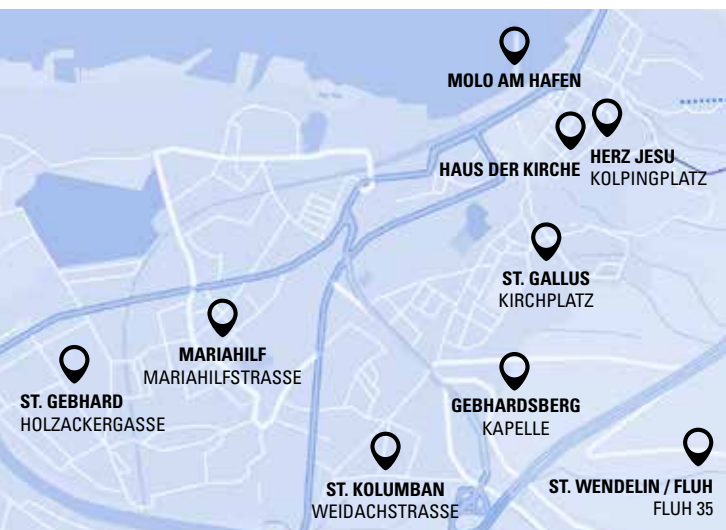 MOLO AM HAFEN
HAUS DER KIRCHE
HERZ JESU
KOLPINGPLATZ
ST. GALLUS
KIRCHPLATZ
MARIAHILF
MARIAHILFSTRASSE
ST. GEBHARD
HOLZACKERGASSE
GEBHARDSBERG
KAPELLE
ST. KOLUMBAN
WEIDACHSTRASSE
ST. WENDELIN / FLUH
FLUH 35